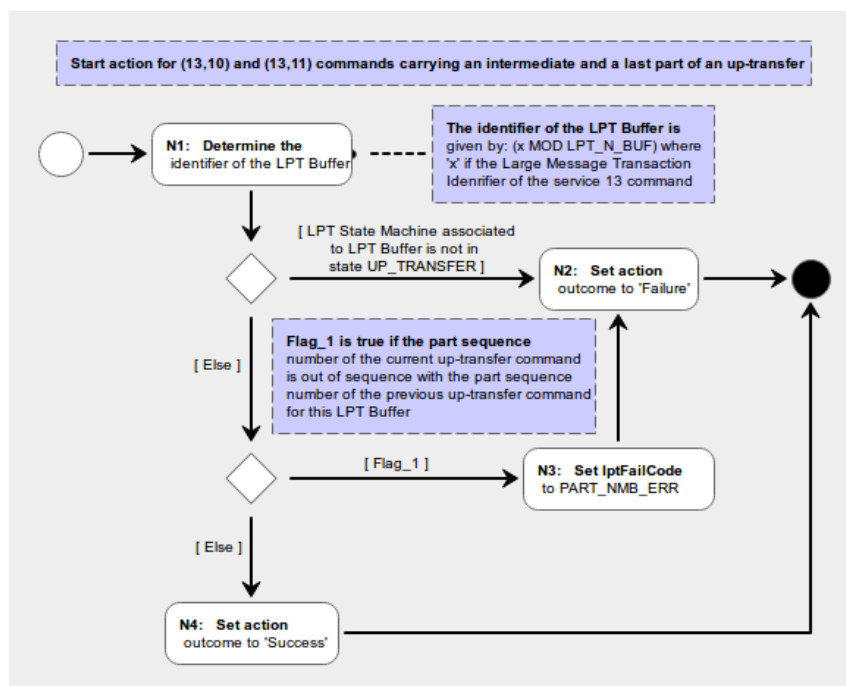 Start action for (13,10) and (13,11) commands carrying an intermediate and a last part of an up-transfer
N1: Determine the
identifier of the LPT Buffer
The identifier of the LPT Buffer is
given by: (x MOD LPT_N_BUF) where
'x' if the Large Message Transaction
Idenrifier of the service 13 command
[ LPT State Machine associated
to LPT Buffer is not in
state UP_TRANSFER ]
N2: Set action
outcome to 'Failure'
[ Else ]
Flag_1 is true if the part sequence
number of the current up-transfer command
is out of sequence with the part sequence
number of the previous up-transfer command
for this LPT Buffer
[ Flag_1 ]
N3: Set lptFailCode
to PART_NMB_ERR
[ Else ]
N4: Set action
outcome to 'Success'